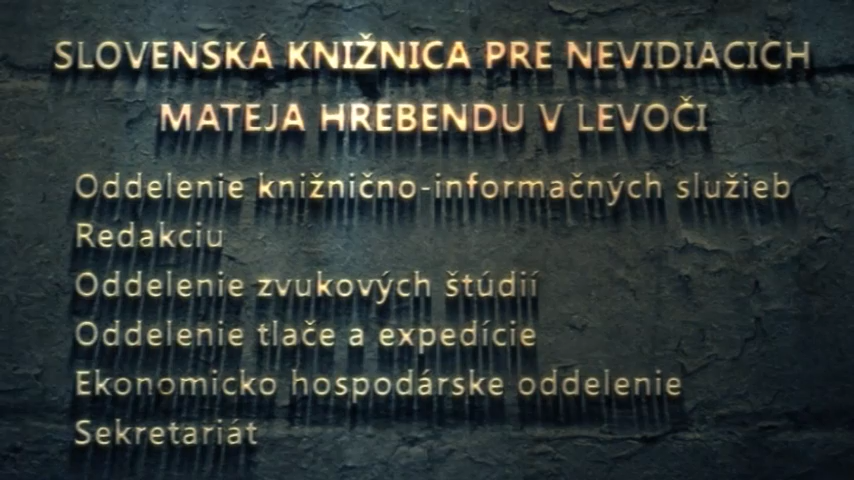 SLOVENSKÁ KNIŽNICA PRE NEVIDIACICH
MATEJA HREBENDU V LEVOČI
Oddelenie knižnično-informačných služieb
Redakciu
Oddelenie zvukových štúdií
Oddelenie tlače a expedície
Ekonomicko hospodárske oddelenie
Sekretariát